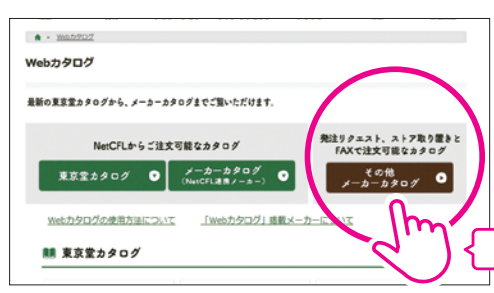 Webカタログ
Webカタログ
最新の東京堂カタログから、メーカーカタログまでご覧いただけます。
NetCFLからご注文可能なカタログ
東京堂カタログ
メーカーカタログ
(NetCFL連携メーカー)
発注リクエスト、ストア取り置きと
FAXで注文可能なカタログ
その他
メーカーカタログ
Webカタログの使用方法について
「Webカタログ」掲載メーカーについて
東京堂カタログ